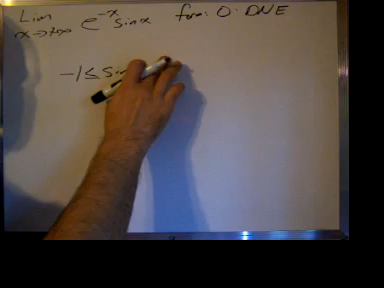 Lim e^{-x} sinx form: 0·DNE
x→+∞
-1 ≤ sin